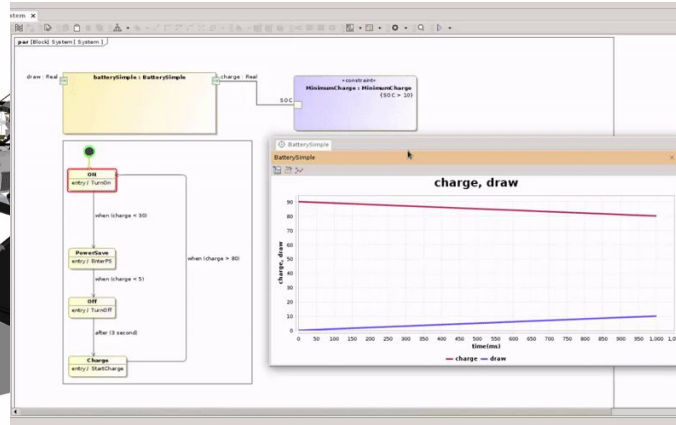 stem
par [Block] System [ System ]
draw : Real
batterySimple : BatterySimple
charge : Real
«constraint»
MinimumCharge : MinimumCharge
{SOC > 10}
SOC
BatterySimple
BatterySimple
charge, draw
ON
entry / TurnOn
when (charge < 30)
PowerSave
entry / EnterPS
when (charge > 80)
when (charge < 5)
Off
entry / TurnOff
after (3 second)
Charge
entry / StartCharge
charge, draw
90
80
70
60
50
40
30
20
10
0
0 50 100 150 200 250 300 350 400 450 500 550 600 650 700 750 800 850 900 950 1,000
time(ms)
charge draw